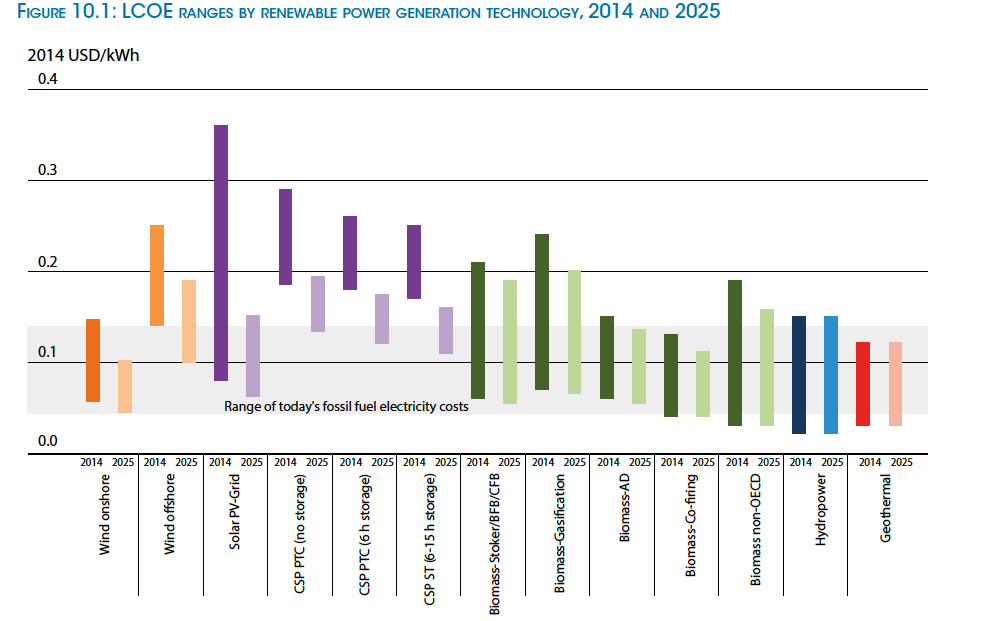 FIGURE 10.1: LCOE RANGES BY RENEWABLE POWER GENERATION TECHNOLOGY, 2014 AND 2025
2014 USD/kWh
0.4
0.3
0.2
0.1
Range of today's fossil fuel electricity costs
0.0
2014 2025 2014 2025 2014 2025 2014 2025 2014 2025 2014 2025 2014 2025 2014 2025 2014 2025 2014 2025 2014 2025 2014 2025 2014 2025
Wind onshore
Wind offshore
Solar PV-Grid
CSP PTC (no storage)
CSP PTC (6 h storage)
CSP ST (6-15 h storage)
Biomass-Stoker/BFB/CFB
Biomass-Gasification
Biomass-AD
Biomass-Co-firing
Biomass non-OECD
Hydropower
Geothermal